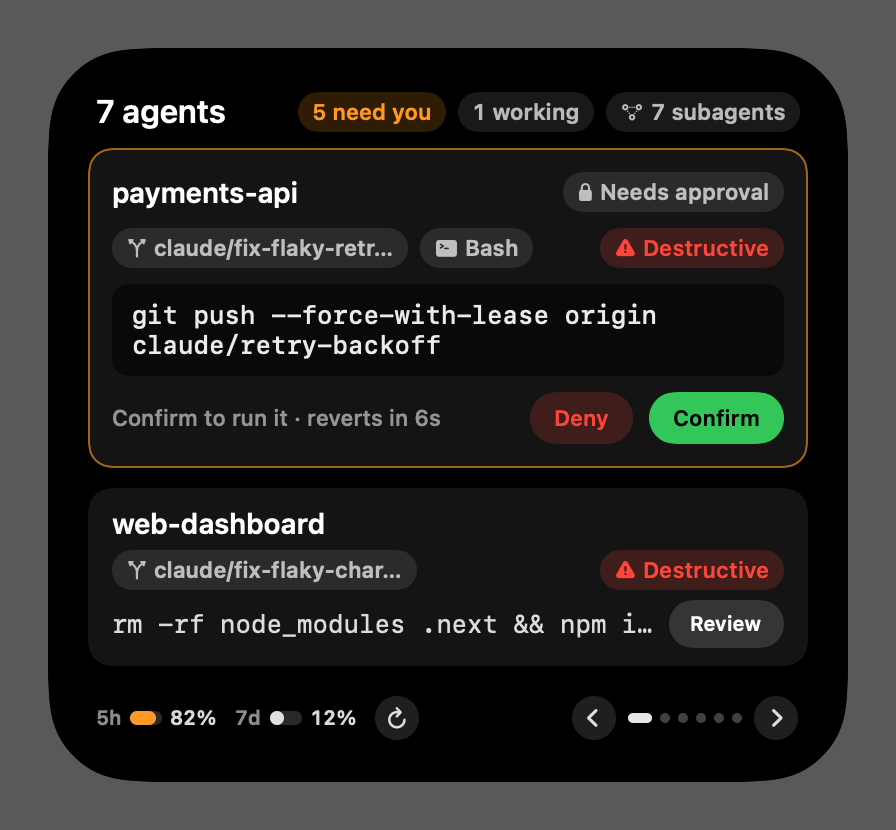 7 agents 5 need you 1 working 7 subagents
payments-api Needs approval
claude/fix-flaky-retr... Bash Destructive
git push --force-with-lease origin
claude/retry-backoff
Confirm to run it · reverts in 6s Deny Confirm
web-dashboard
claude/fix-flaky-char... Destructive
rm -rf node_modules .next && npm i… Review
5h 82% 7d 12%